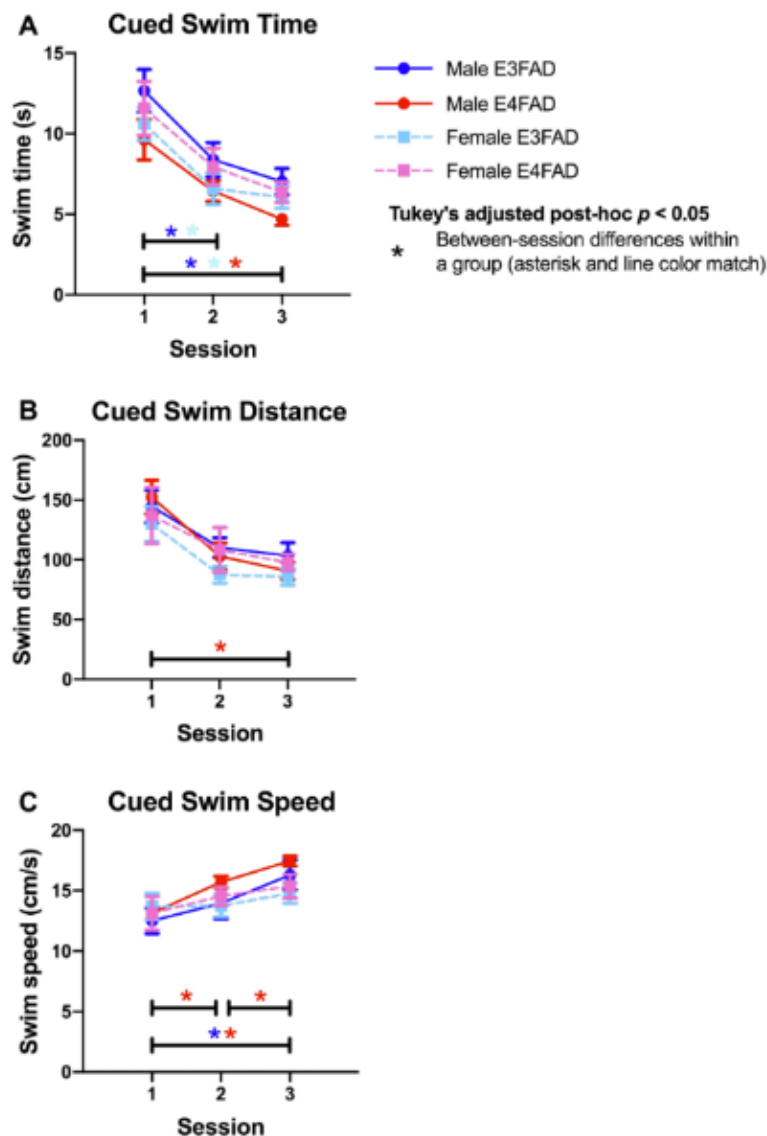 A Cued Swim Time
15
10
5
0
Swim time (s)
* *
* * *
1 2 3
Session
Male E3FAD
Male E4FAD
Female E3FAD
Female E4FAD
Tukey's adjusted post-hoc p < 0.05
* Between-session differences within
a group (asterisk and line color match)
B Cued Swim Distance
200
150
100
50
0
Swim distance (cm)
*
1 2 3
Session
C Cued Swim Speed
20
15
10
5
0
Swim speed (cm/s)
* *
* *
1 2 3
Session